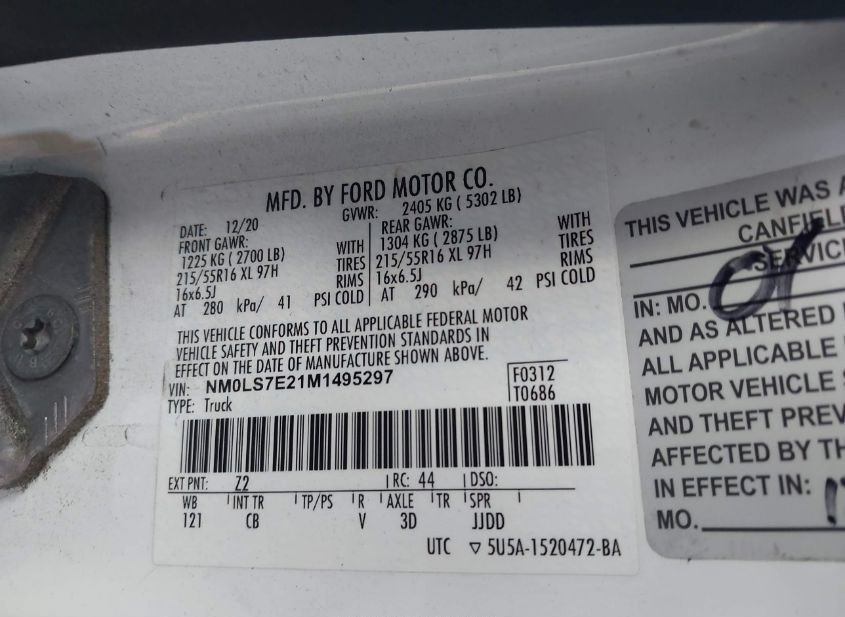 MFD. BY FORD MOTOR CO.
DATE: 12/20 GVWR: 2405 KG ( 5302 LB)
FRONT GAWR: WITH
1225 KG ( 2700 LB) TIRES
215/55R16 XL 97H RIMS
16x6.5J
AT 280 kPa/ 41 PSI COLD
REAR GAWR: WITH
1304 KG ( 2875 LB) TIRES
215/55R16 XL 97H RIMS
16x6.5J
AT 290 kPa/ 42 PSI COLD
THIS VEHICLE CONFORMS TO ALL APPLICABLE FEDERAL MOTOR
VEHICLE SAFETY AND THEFT PREVENTION STANDARDS IN
EFFECT ON THE DATE OF MANUFACTURE SHOWN ABOVE.
VIN: NM0LS7E21M1495297 F0312
TYPE: Truck T0686
EXT PNT: Z2 RC: 44 DSO:
WB INT TR TP/PS R AXLE TR SPR
121 CB V 3D JJDD
UTC ▽ 5U5A-1520472-BA
THIS VEHICLE WAS
CANFIELD
SERVICE
IN: MO. 01
AND AS ALTERED
ALL APPLICABLE
MOTOR VEHICLE
AND THEFT PREV
AFFECTED BY TH
IN EFFECT IN:
MO.